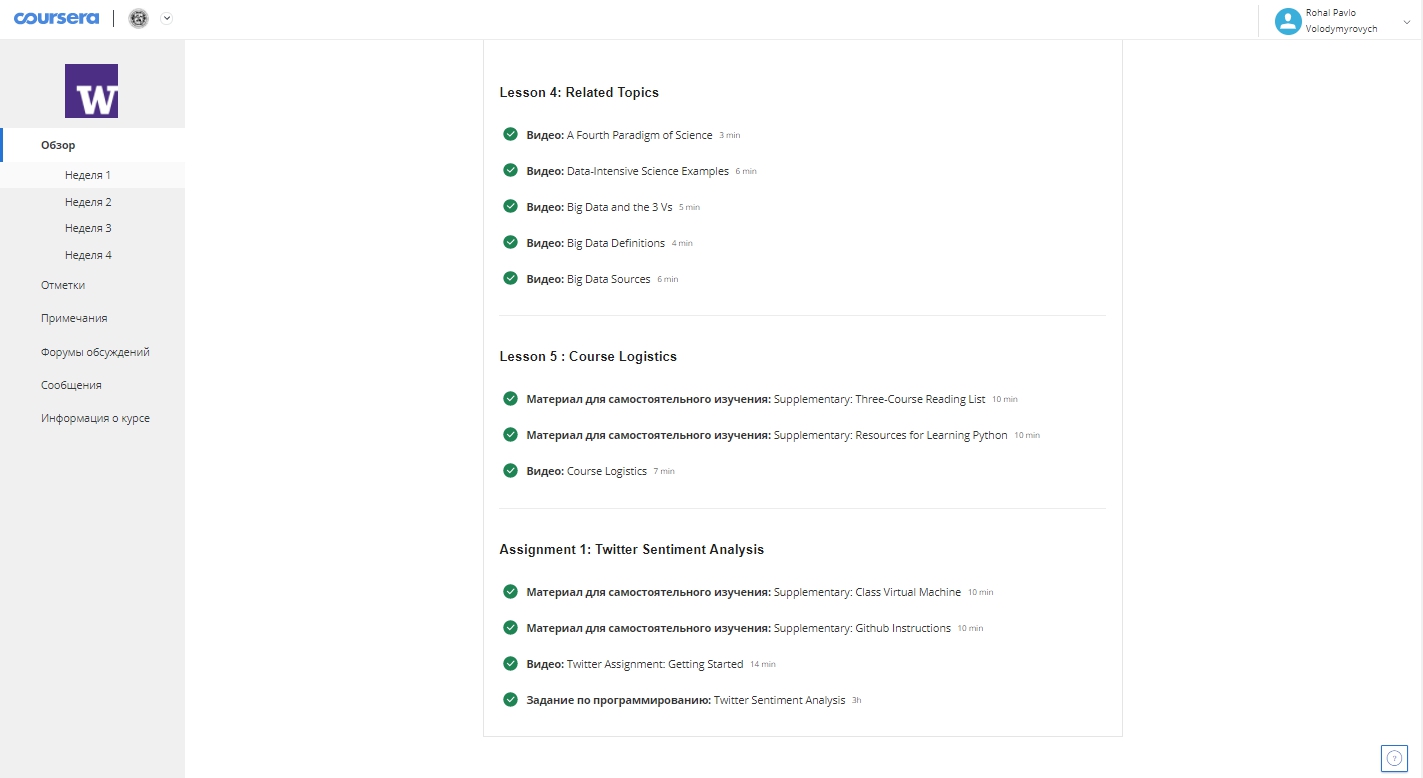 coursera
Rohal Pavlo
Volodymyrovych
W
Обзор
Неделя 1
Неделя 2
Неделя 3
Неделя 4
Отметки
Примечания
Форумы обсуждений
Сообщения
Информация о курсе
Lesson 4: Related Topics
Видео: A Fourth Paradigm of Science 3 min
Видео: Data-Intensive Science Examples 6 min
Видео: Big Data and the 3 Vs 5 min
Видео: Big Data Definitions 4 min
Видео: Big Data Sources 6 min
Lesson 5 : Course Logistics
Материал для самостоятельного изучения: Supplementary: Three-Course Reading List 10 min
Материал для самостоятельного изучения: Supplementary: Resources for Learning Python 10 min
Видео: Course Logistics 7 min
Assignment 1: Twitter Sentiment Analysis
Материал для самостоятельного изучения: Supplementary: Class Virtual Machine 10 min
Материал для самостоятельного изучения: Supplementary: Github Instructions 10 min
Видео: Twitter Assignment: Getting Started 14 min
Задание по программированию: Twitter Sentiment Analysis 3h
?